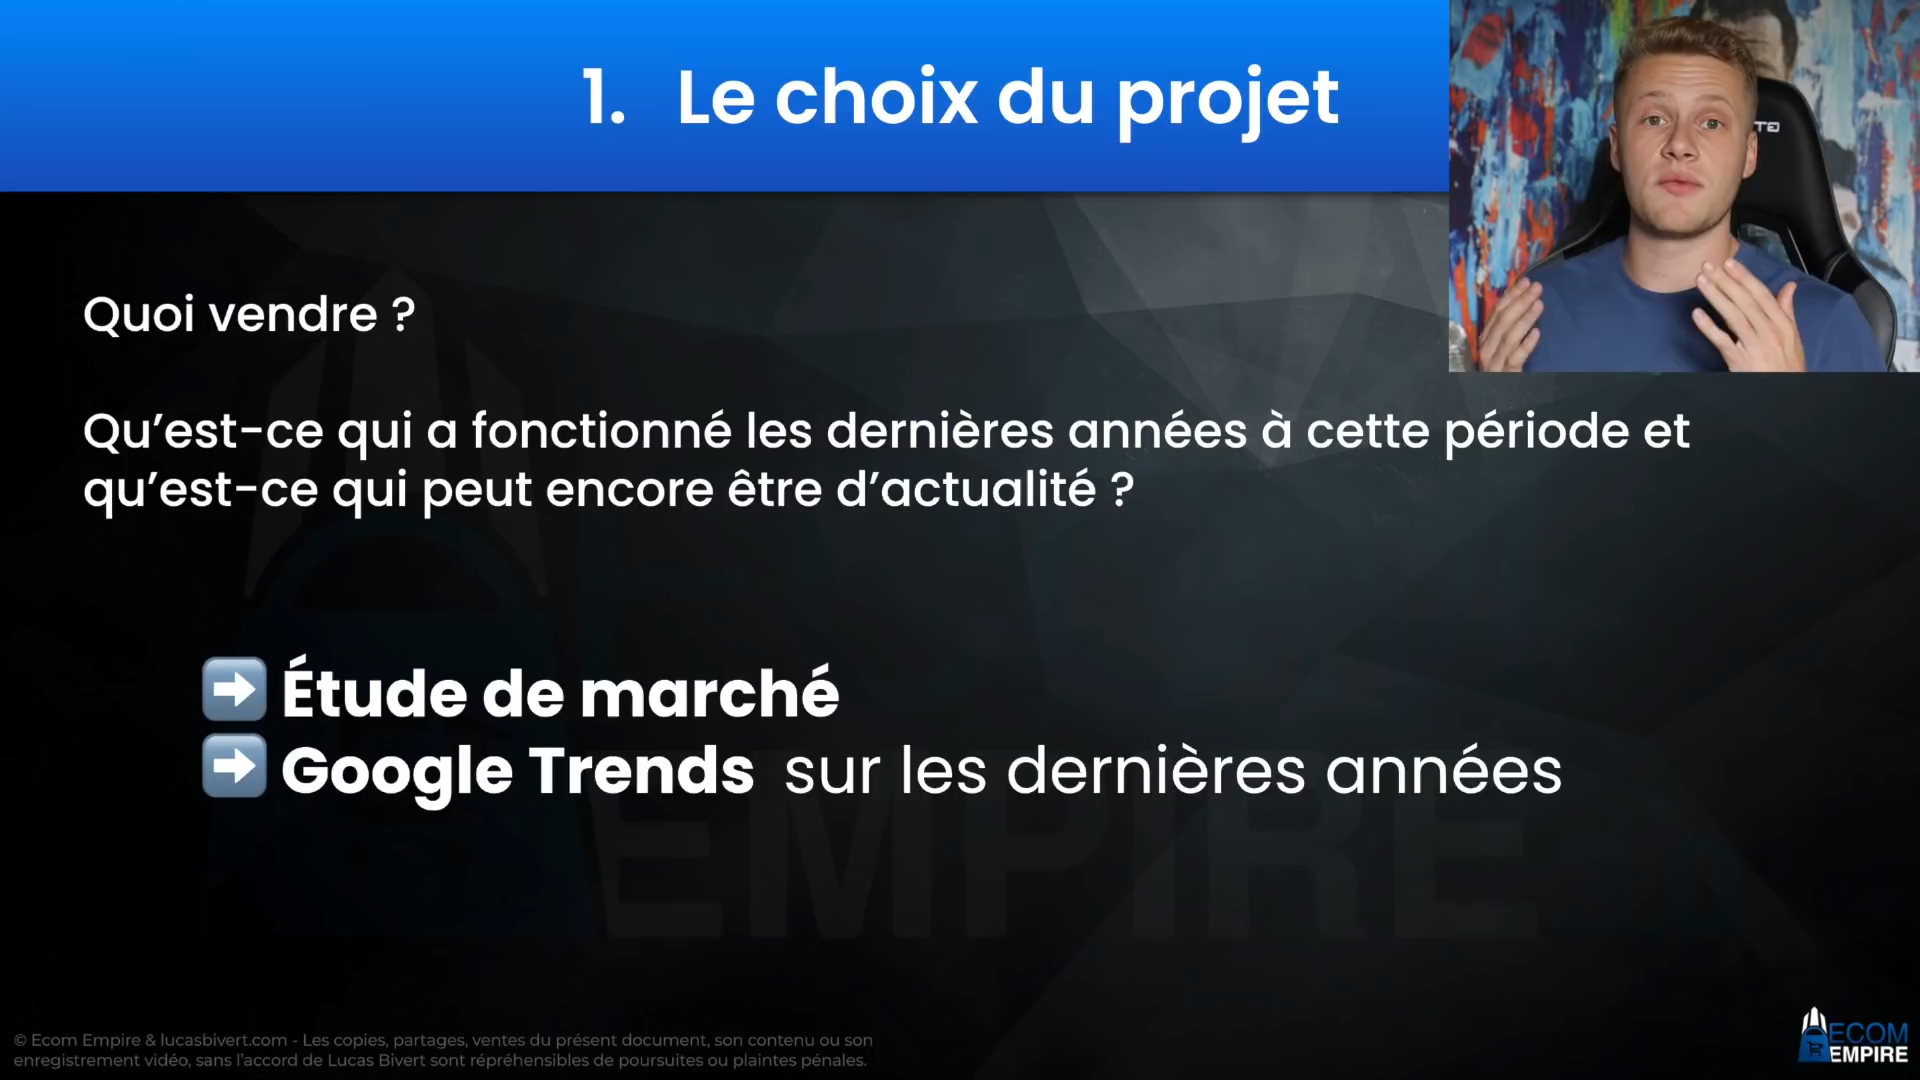 1. Le choix du projet
Quoi vendre ?
Qu’est-ce qui a fonctionné les dernières années à cette période et
qu’est-ce qui peut encore être d’actualité ?
➡ Étude de marché
➡ Google Trends sur les dernières années
EMPIRE
© Ecom Empire & lucasbivert.com - Les copies, partages, ventes du présent document, son contenu ou son
enregistrement vidéo, sans l’accord de Lucas Bivert sont répréhensibles de poursuites ou plaintes pénales.
ECOM
EMPIRE